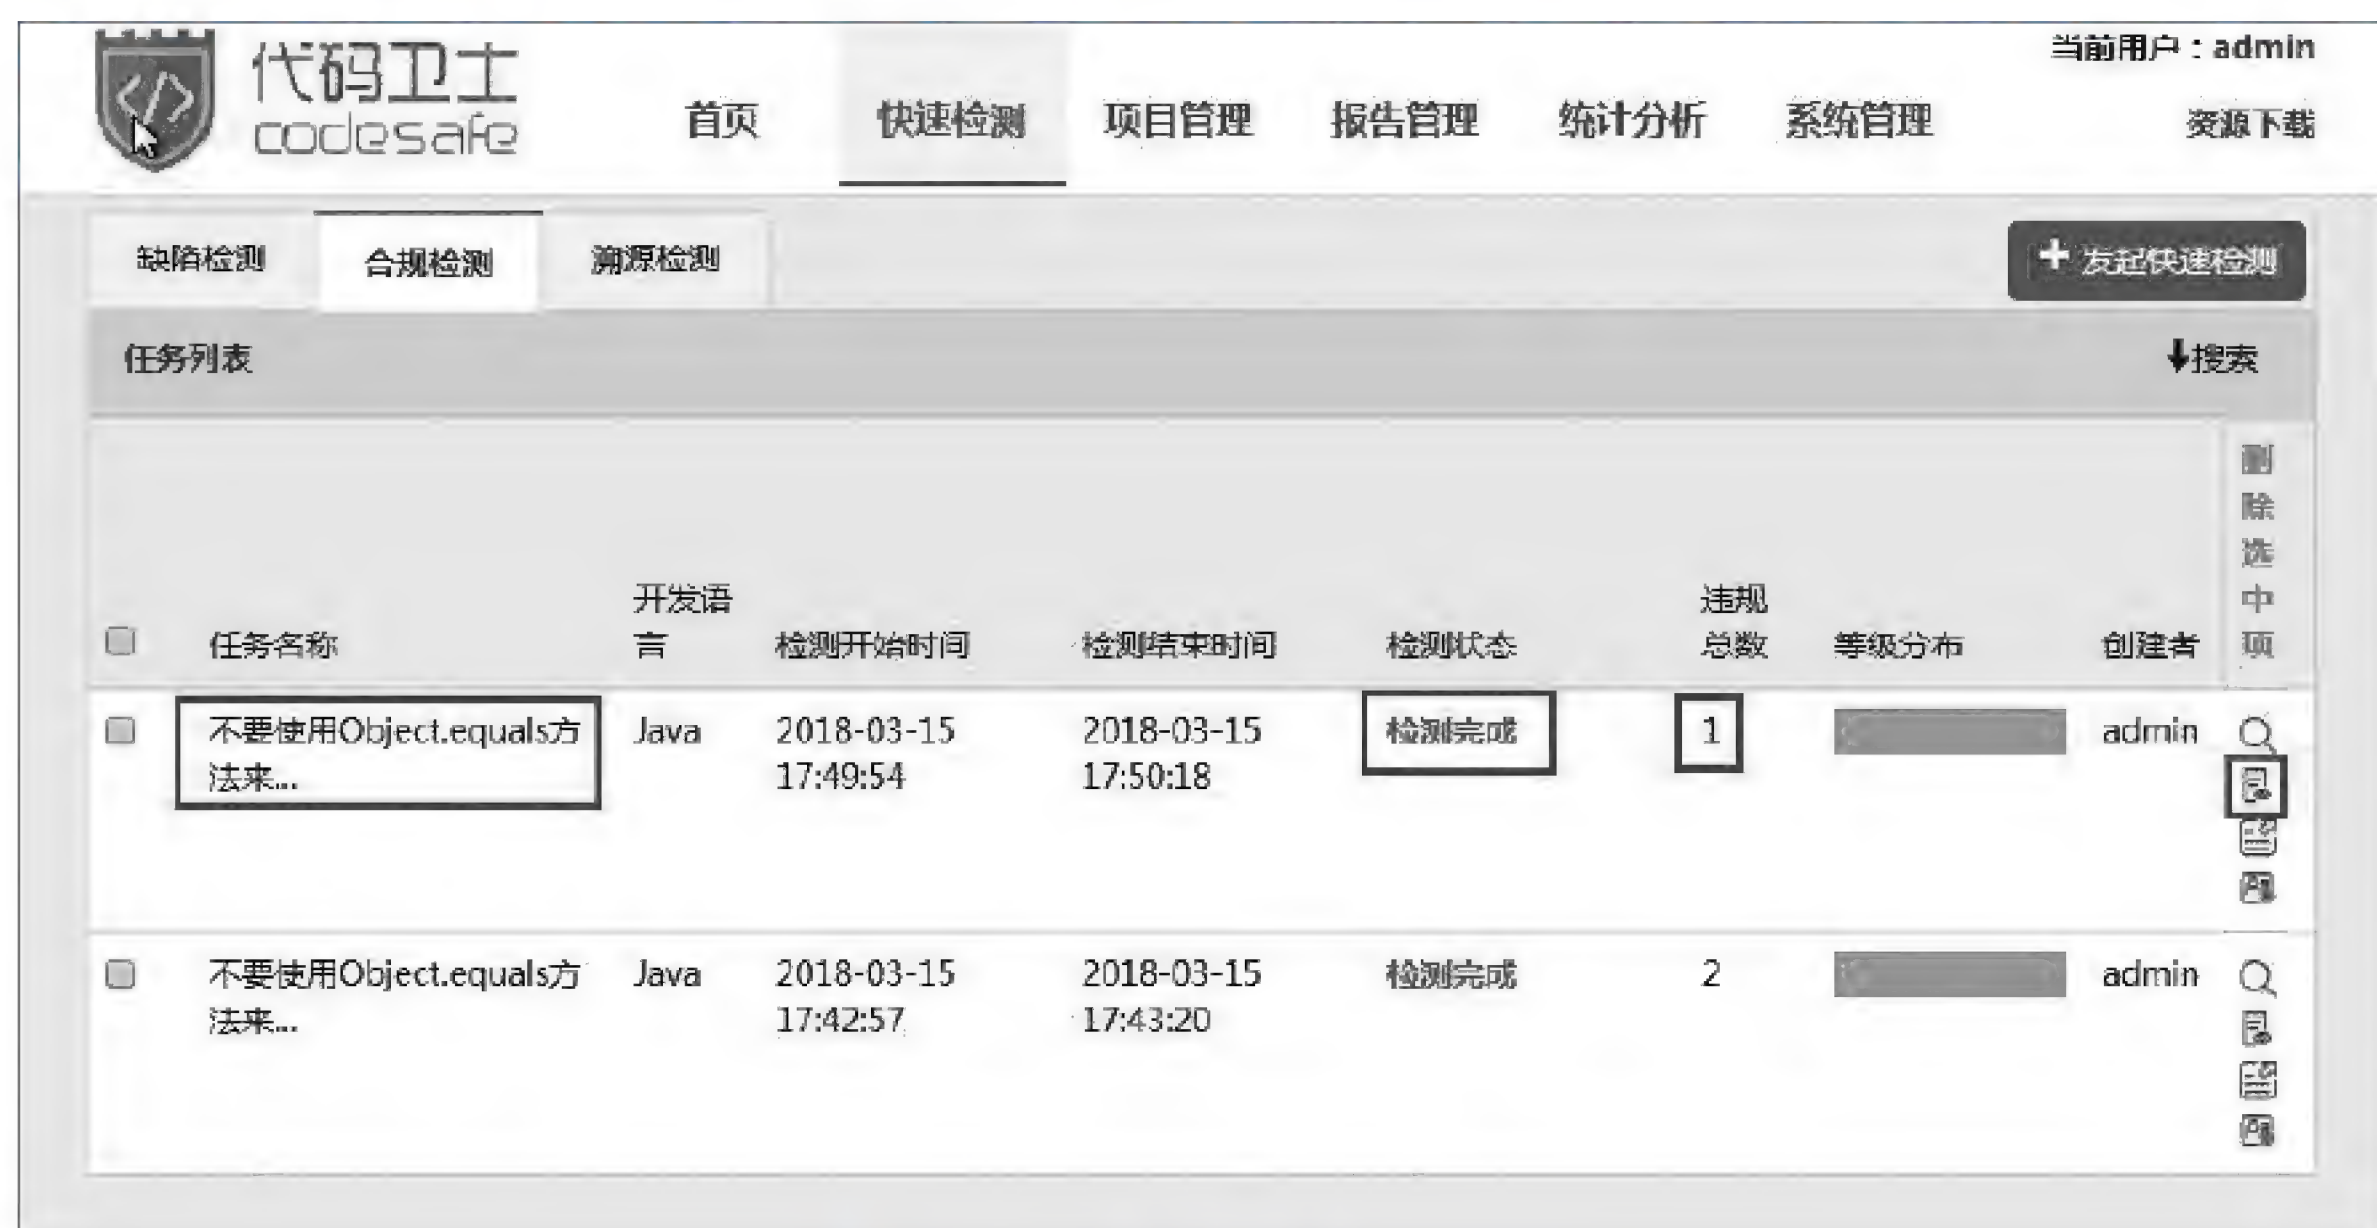 当前用户：admin
代码卫士
codesafe
首页 快速检测 项目管理 报告管理 统计分析 系统管理 资源下载
缺陷检测 合规检测 溯源检测 +发起快速检测
任务列表 搜索
删除选中项
任务名称 开发语言 检测开始时间 检测结束时间 检测状态 违规总数 等级分布 创建者
不要使用Object.equals方 Java 2018-03-15 2018-03-15 检测完成 1 admin
法来... 17:49:54 17:50:18
不要使用Object.equals方 Java 2018-03-15 2018-03-15 检测完成 2 admin
法来... 17:42:57 17:43:20